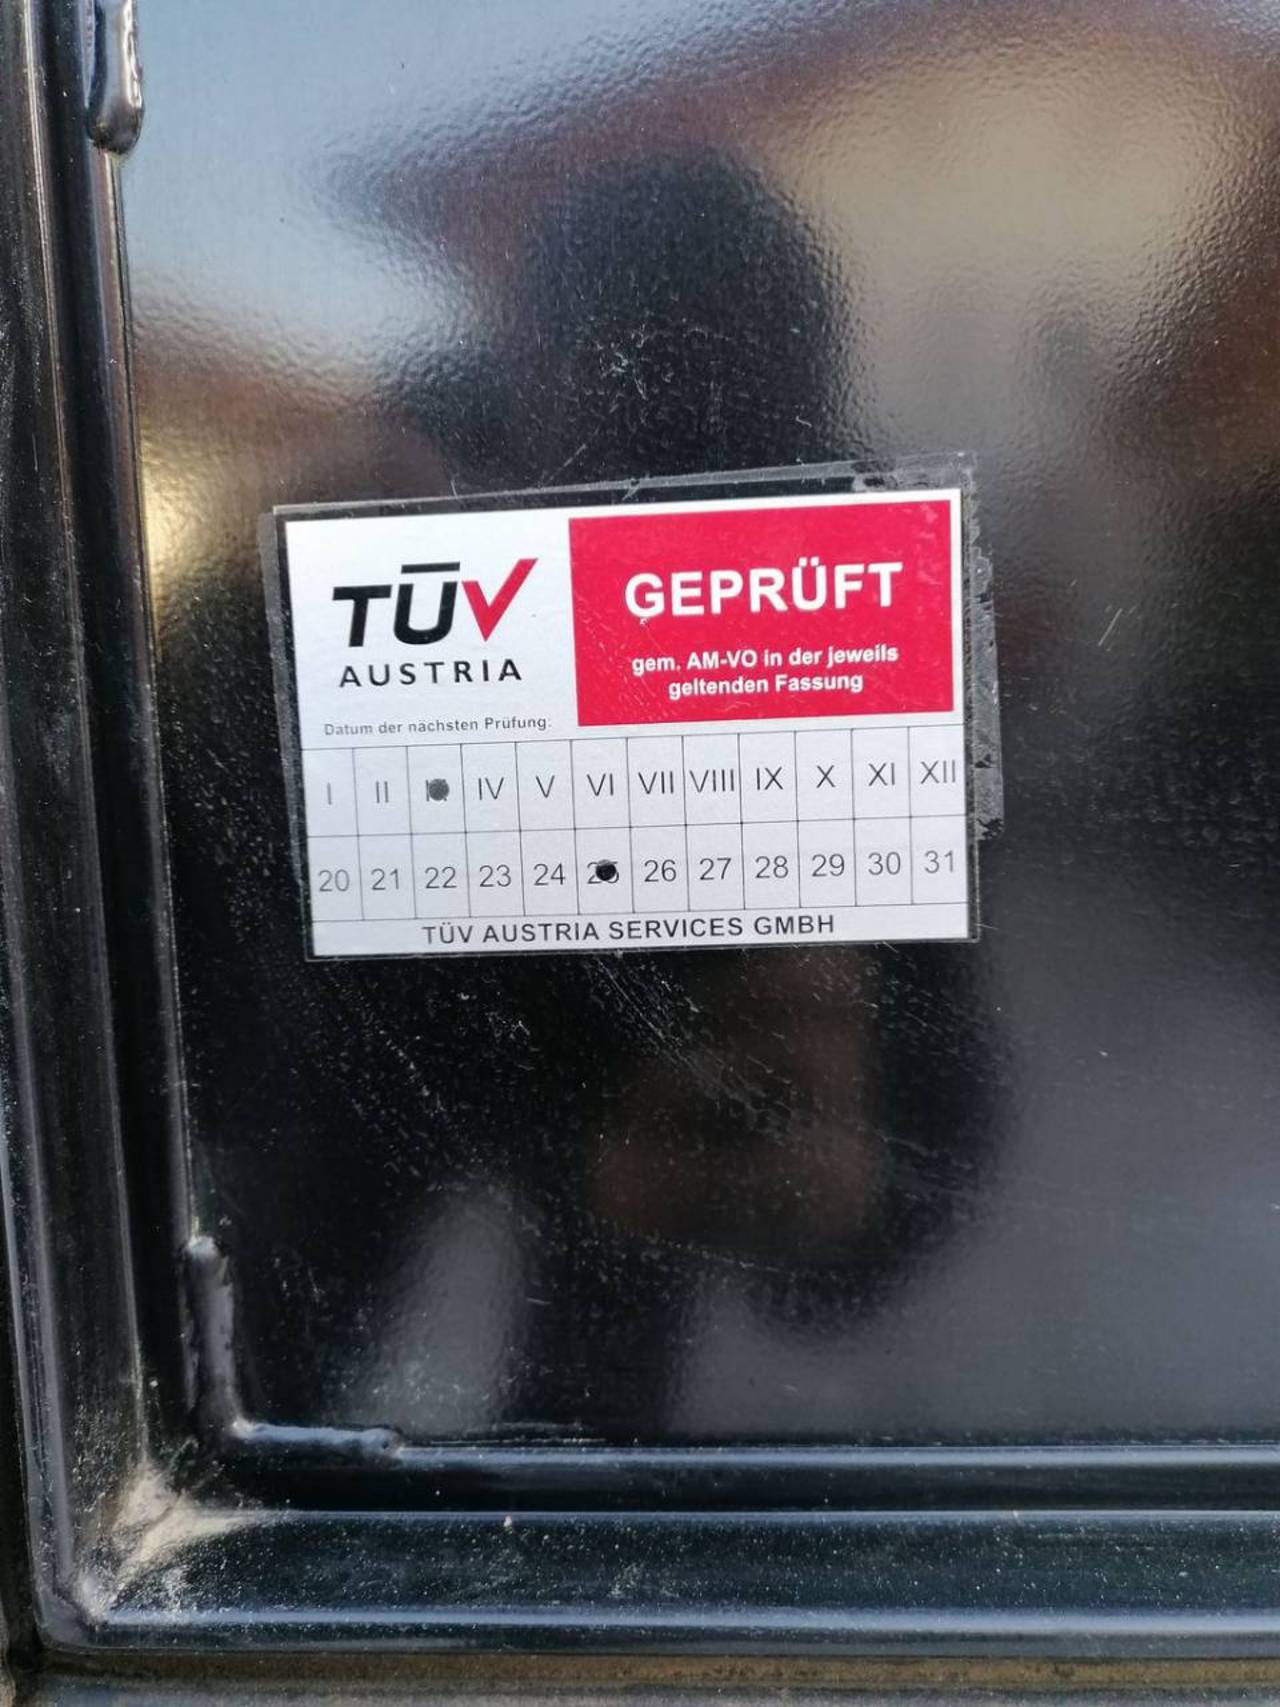 TÜV
AUSTRIA
GEPRÜFT
gem. AM-VO in der jeweils
geltenden Fassung
Datum der nächsten Prüfung:
I II IV V VI VII VIII IX X XI XII
20 21 22 23 24 25 26 27 28 29 30 31
TÜV AUSTRIA SERVICES GMBH